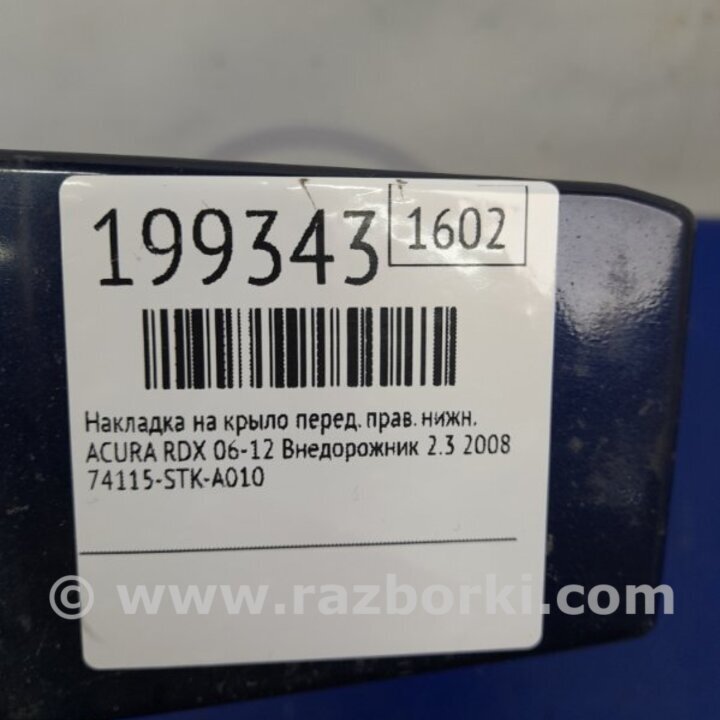 199343 1602
Накладка на крыло перед. прав. нижн.
ACURA RDX 06-12 Внедорожник 2.3 2008
74115-STK-A010
© www.razborki.com